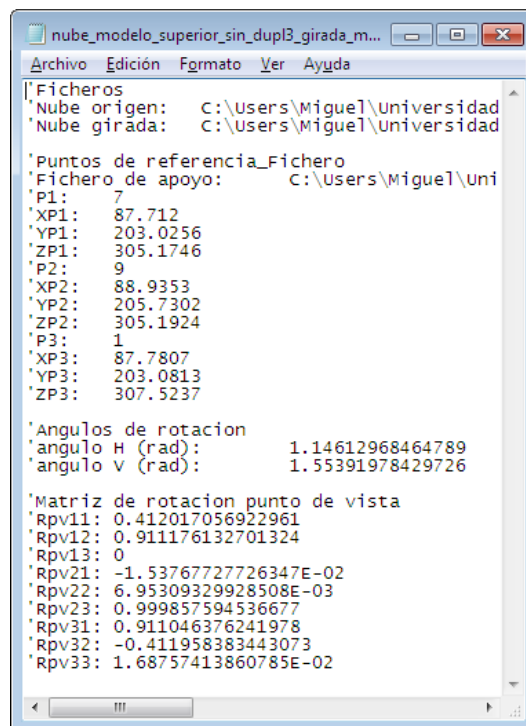 nube_modelo_superior_sin_dupl3_girada_m...
Archivo Edición Formato Ver Ayuda
'Ficheros
'Nube origen: C:\Users\Miguel\Universidad
'Nube girada: C:\Users\Miguel\Universidad
'Puntos de referencia_Fichero
'Fichero de apoyo: C:\Users\Miguel\Uni
'P1: 7
'XP1: 87.712
'YP1: 203.0256
'ZP1: 305.1746
'P2: 9
'XP2: 88.9353
'YP2: 205.7302
'ZP2: 305.1924
'P3: 1
'XP3: 87.7807
'YP3: 203.0813
'ZP3: 307.5237
'Angulos de rotacion
'angulo H (rad): 1.14612968464789
'angulo V (rad): 1.55391978429726
'Matriz de rotacion punto de vista
'Rpv11: 0.412017056922961
'Rpv12: 0.911176132701324
'Rpv13: 0
'Rpv21: -1.53767727726347E-02
'Rpv22: 6.95309329928508E-03
'Rpv23: 0.999857594536677
'Rpv31: 0.911046376241978
'Rpv32: -0.411958383443073
'Rpv33: 1.68757413860785E-02